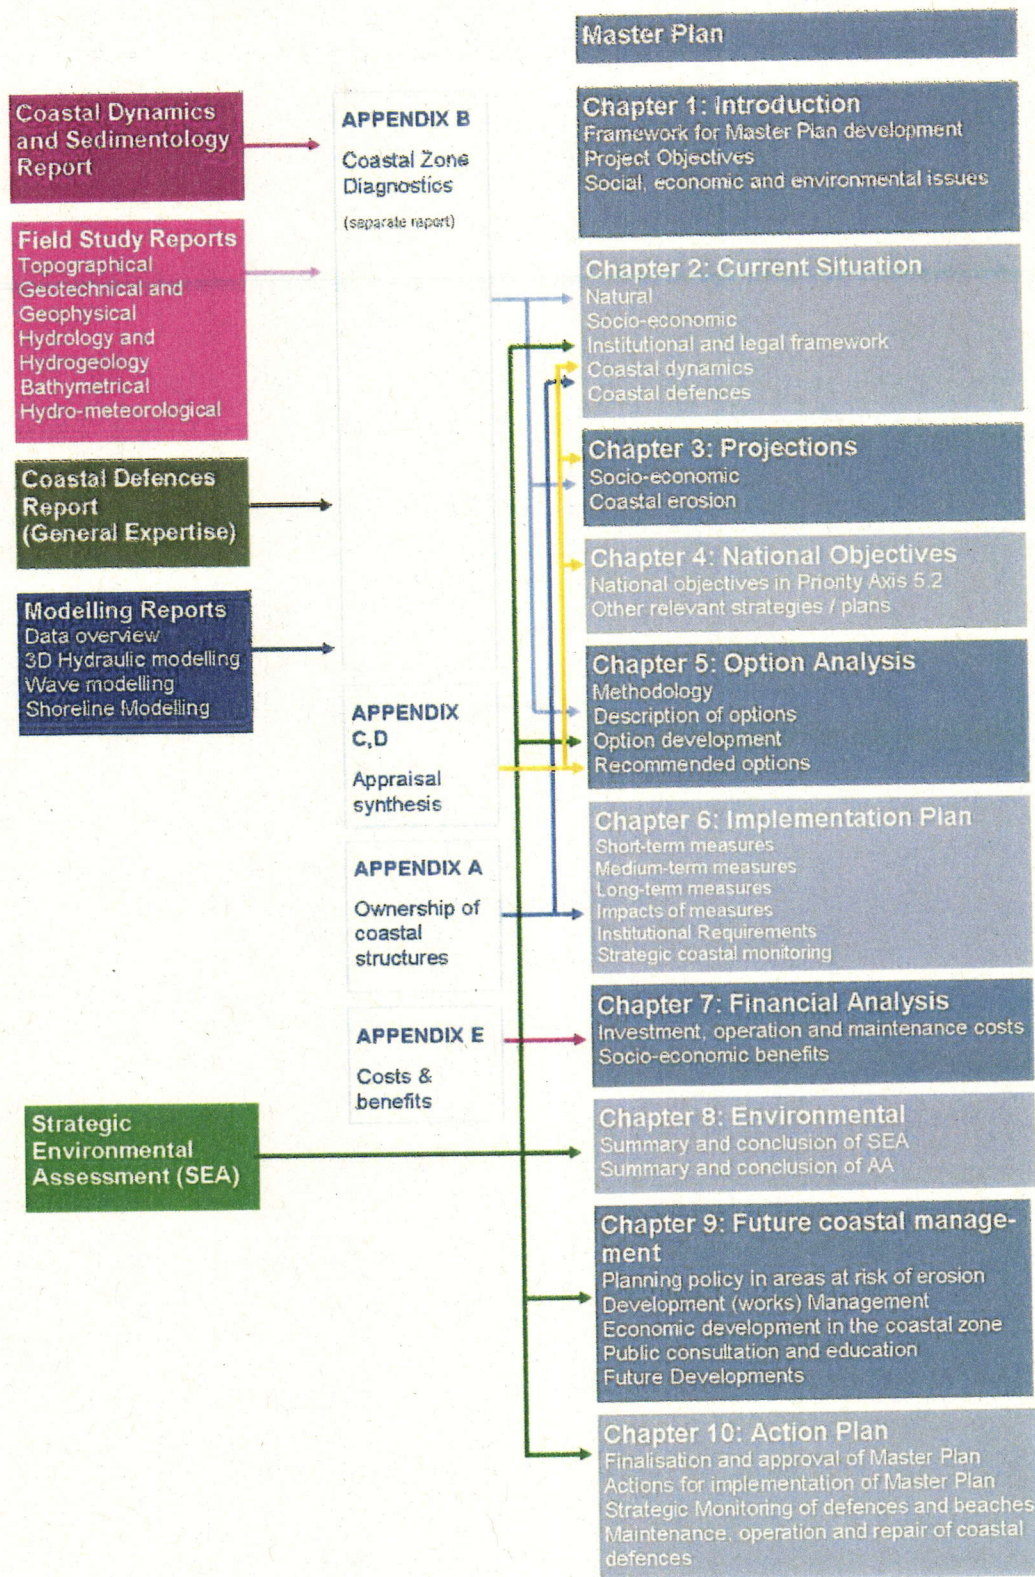 Master Plan
Coastal Dynamics
and Sedimentology
Report
Field Study Reports
Topographical
Geotechnical and
Geophysical
Hydrology and
Hydrogeology
Bathymetrical
Hydro-meteorological
Coastal Defences
Report
(General Expertise)
Modelling Reports
Data overview
3D Hydraulic modelling
Wave modelling
Shoreline Modelling
Strategic
Environmental
Assessment (SEA)
APPENDIX B
Coastal Zone
Diagnostics
(separate report)
APPENDIX
C,D
Appraisal
synthesis
APPENDIX A
Ownership of
coastal
structures
APPENDIX E
Costs &
benefits
Chapter 1: Introduction
Framework for Master Plan development
Project Objectives
Social, economic and environmental issues
Chapter 2: Current Situation
Natural
Socio-economic
Institutional and legal framework
Coastal dynamics
Coastal defences
Chapter 3: Projections
Socio-economic
Coastal erosion
Chapter 4: National Objectives
National objectives in Priority Axis 5.2
Other relevant strategies / plans
Chapter 5: Option Analysis
Methodology
Description of options
Option development
Recommended options
Chapter 6: Implementation Plan
Short-term measures
Medium-term measures
Long-term measures
Impacts of measures
Institutional Requirements
Strategic coastal monitoring
Chapter 7: Financial Analysis
Investment, operation and maintenance costs
Socio-economic benefits
Chapter 8: Environmental
Summary and conclusion of SEA
Summary and conclusion of AA
Chapter 9: Future coastal manage-
ment
Planning policy in areas at risk of erosion
Development (works) Management
Economic development in the coastal zone
Public consultation and education
Future Developments
Chapter 10: Action Plan
Finalisation and approval of Master Plan
Actions for implementation of Master Plan
Strategic Monitoring of defences and beaches
Maintenance, operation and repair of coastal
defences